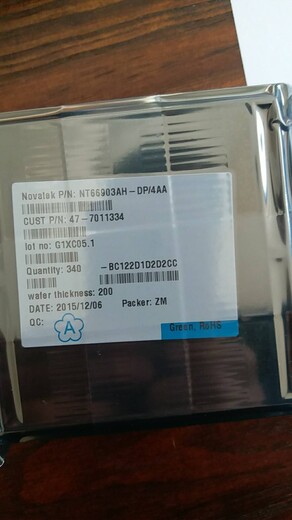 Novatek P/N: NT66903AH-DP/4AA
CUST P/N: 47-7011334
lot no: G1XC05.1
Quantity: 340 -BC122D1D2D2CC
wafer thickness: 200
DATE: 2015/12/06 Packer: ZM
QC: A
Green, RoHS